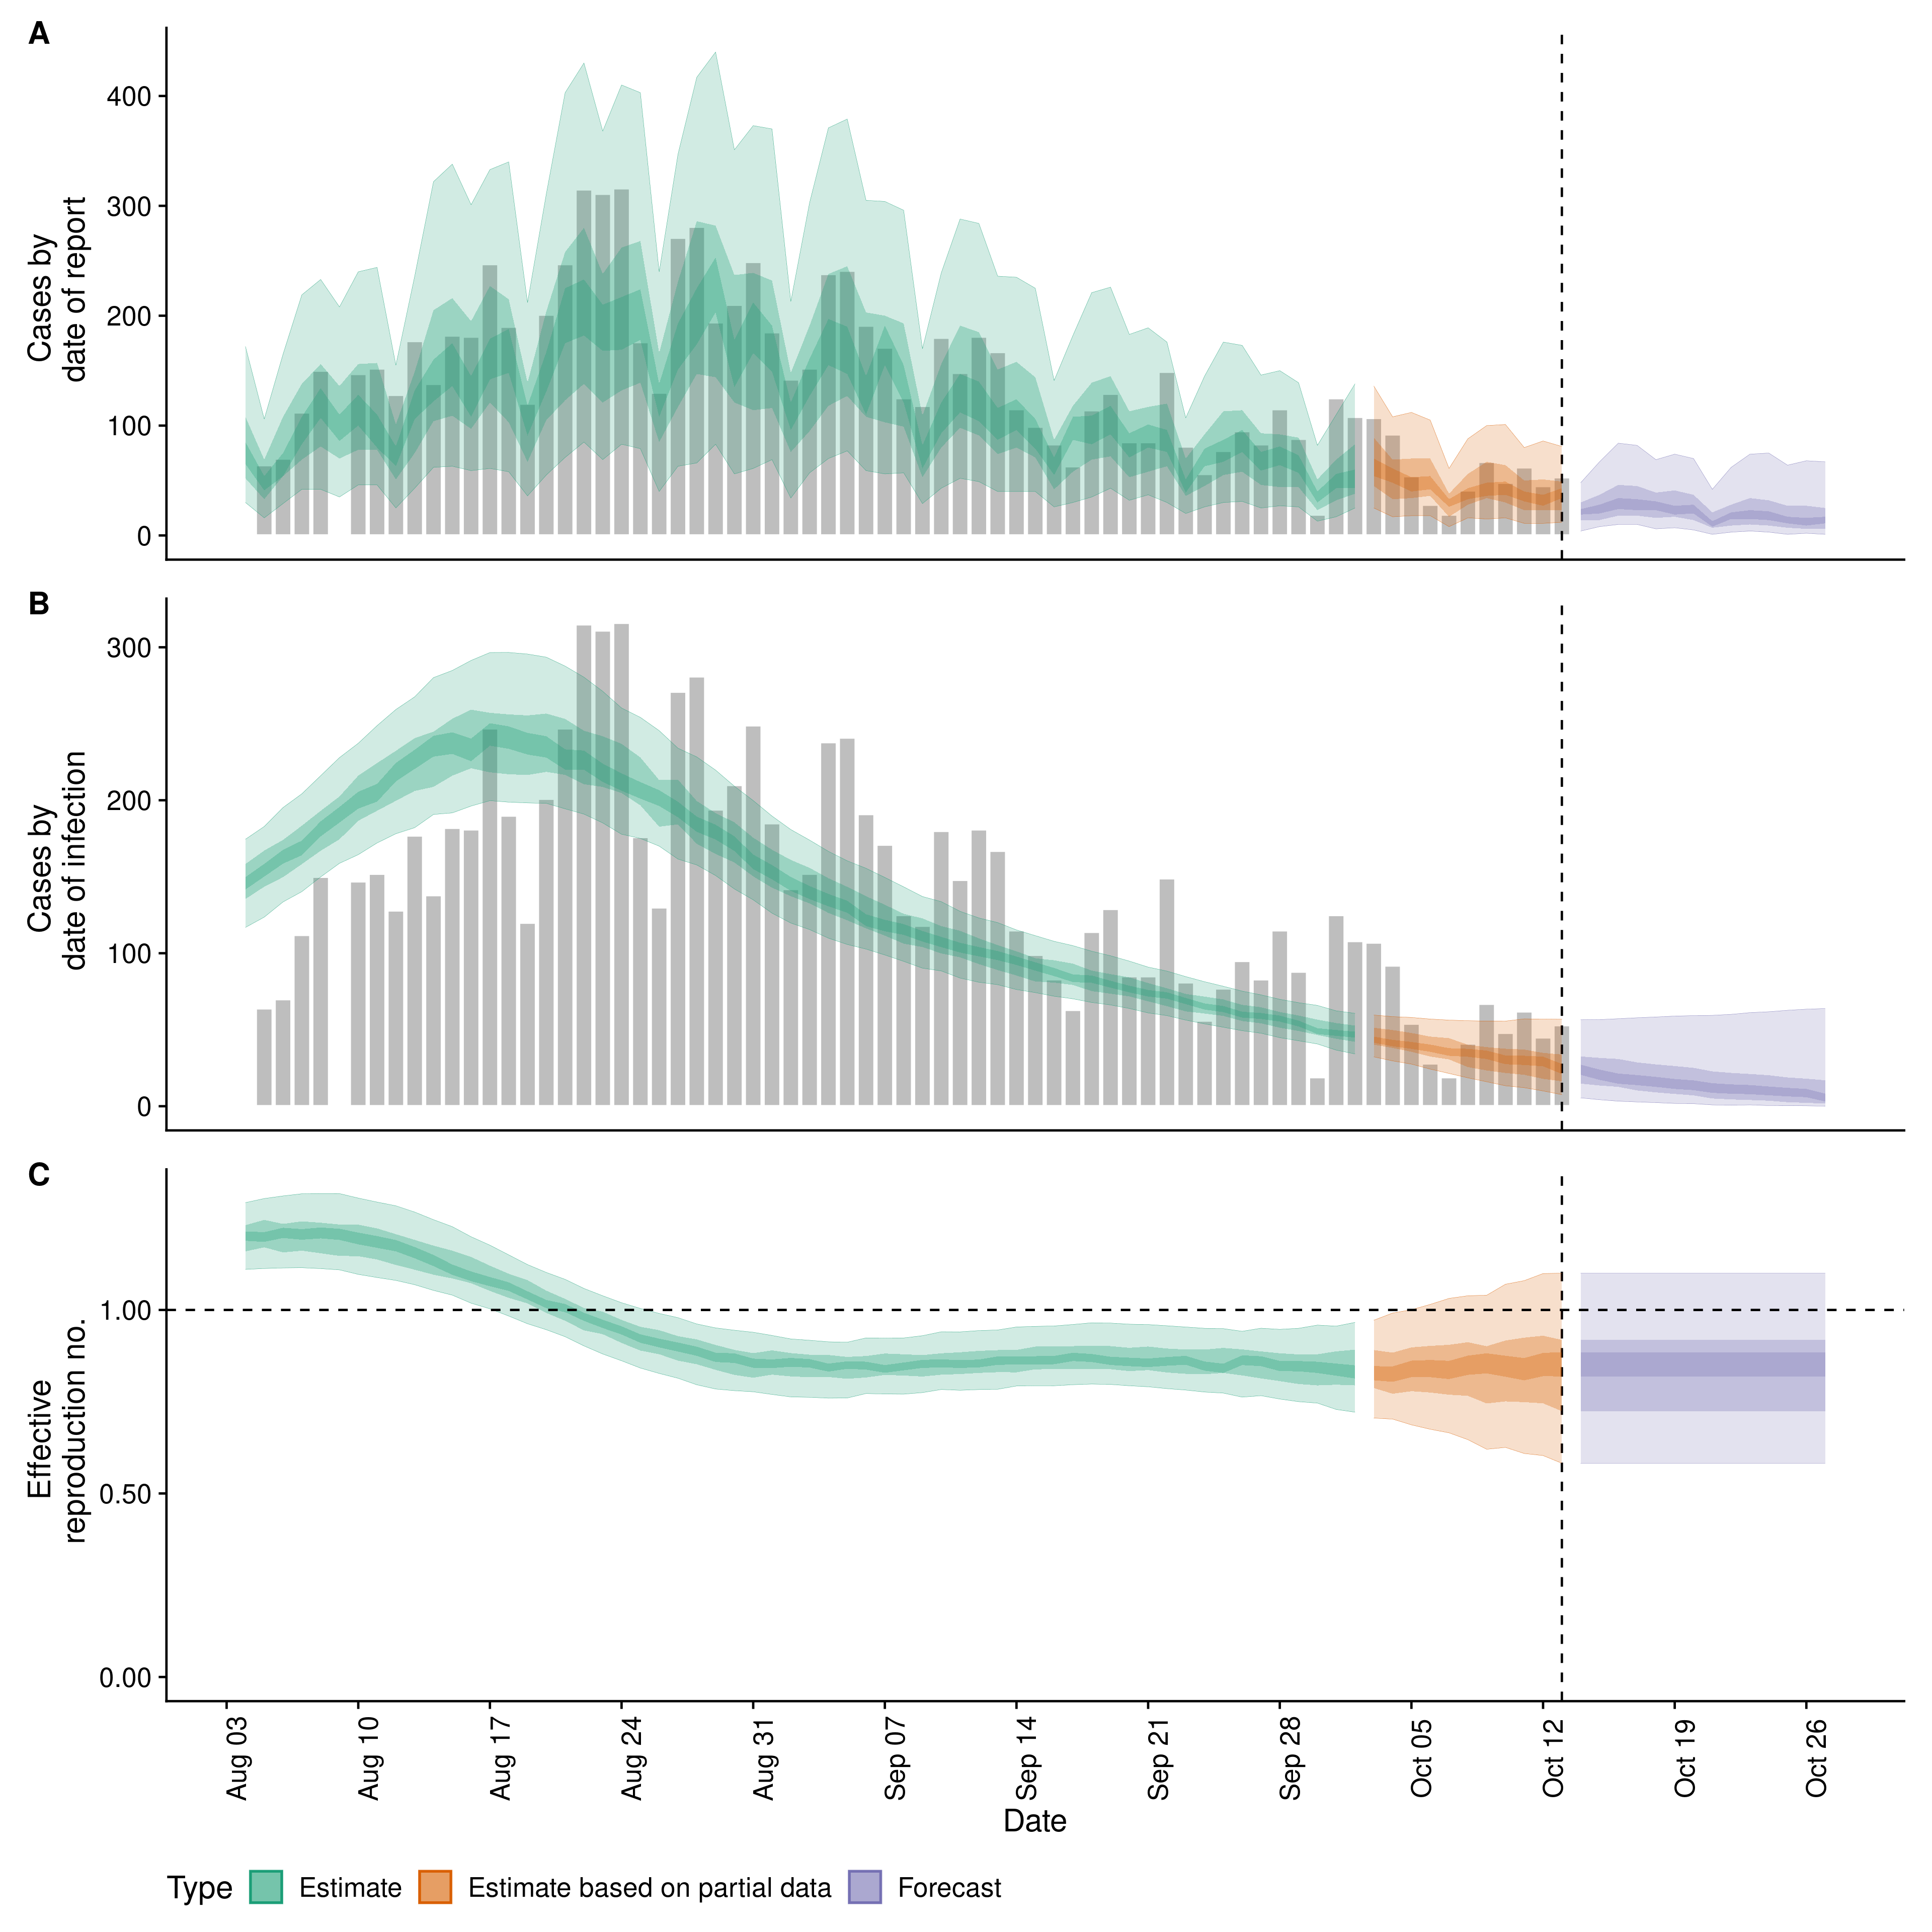 A
Cases by
date of report
400
300
200
100
0
B
Cases by
date of infection
300
200
100
0
C
Effective
reproduction no.
1.00
0.50
0.00
Aug 03
Aug 10
Aug 17
Aug 24
Aug 31
Sep 07
Sep 14
Sep 21
Sep 28
Oct 05
Oct 12
Oct 19
Oct 26
Date
Type Estimate Estimate based on partial data Forecast